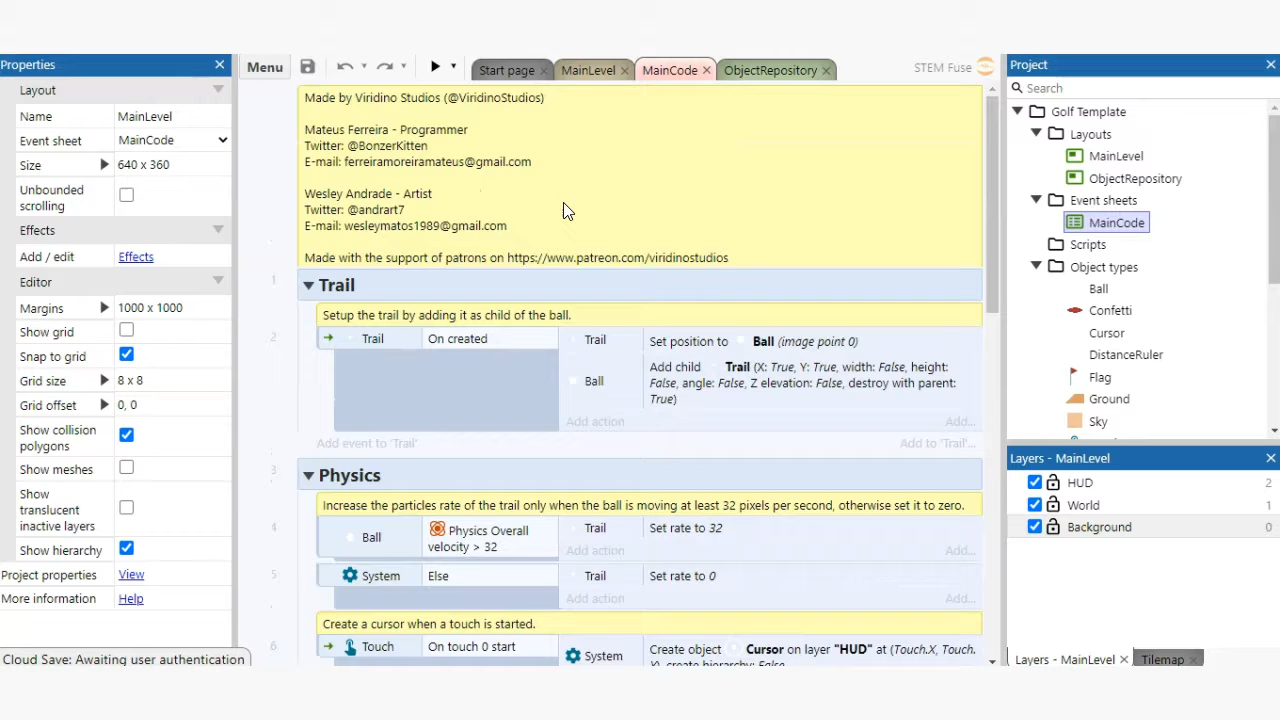 Properties
Menu
Start page
MainLevel
MainCode
ObjectRepository
STEM Fuse
Project
Layout
Name MainLevel
Event sheet MainCode
Size 640 x 360
Unbounded
scrolling
Effects
Add / edit Effects
Editor
Margins 1000 x 1000
Show grid
Snap to grid
Grid size 8 x 8
Grid offset 0, 0
Show collision
polygons
Show meshes
Show
translucent
inactive layers
Show hierarchy
Project properties View
More information Help
Cloud Save: Awaiting user authentication
Made by Viridino Studios (@ViridinoStudios)
Mateus Ferreira - Programmer
Twitter: @BonzerKitten
E-mail: ferreiramoreiramateus@gmail.com
Wesley Andrade - Artist
Twitter: @andrart7
E-mail: wesleymatos1989@gmail.com
Made with the support of patrons on https://www.patreon.com/viridinostudios
1 Trail
Setup the trail by adding it as child of the ball.
2 Trail On created
Trail Set position to Ball (image point 0)
Ball Add child Trail (X: True, Y: True, width: False, height:
False, angle: False, Z elevation: False, destroy with parent:
True)
Add action Add...
Add event to 'Trail' Add to 'Trail'...
3 Physics
Increase the particles rate of the trail only when the ball is moving at least 32 pixels per second, otherwise set it to zero.
4 Ball Physics Overall
velocity > 32
Trail Set rate to 32
Add action Add...
5 System Else Trail Set rate to 0
Add action Add...
Create a cursor when a touch is started.
6 Touch On touch 0 start
System Create object Cursor on layer "HUD" at (Touch.X, Touch.
Y), create hierarchy: False
Search
Golf Template
Layouts
MainLevel
ObjectRepository
Event sheets
MainCode
Scripts
Object types
Ball
Confetti
Cursor
DistanceRuler
Flag
Ground
Sky
Layers - MainLevel
HUD 2
World 1
Background 0
Layers - MainLevel
Tilemap